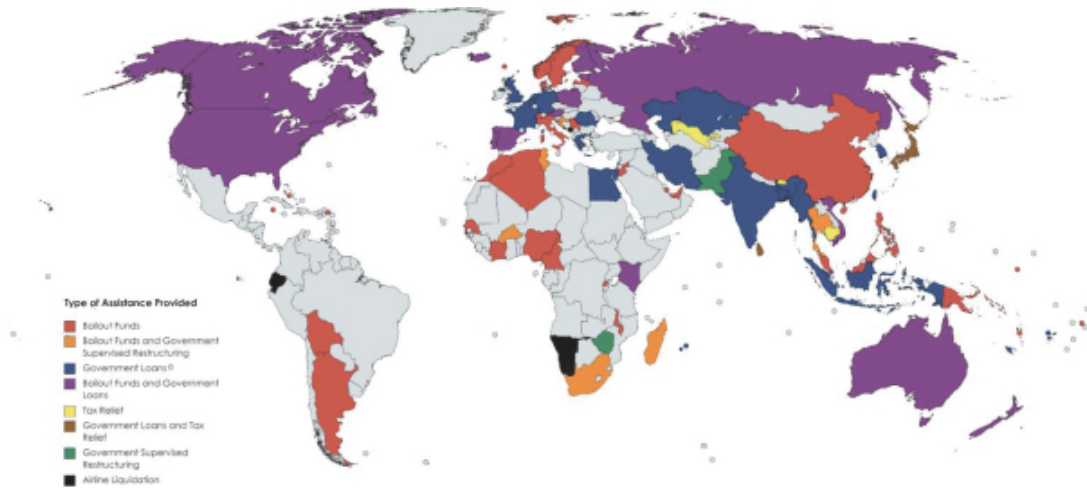 Type of Assistance Provided
Bailout Funds
Bailout Funds and Government
Supervised Restructuring
Government Loans
Bailout Funds and Government
Loans
Tax Relief
Government Loans and Tax
Relief
Government Supervised
Restructuring
Airline Liquidation